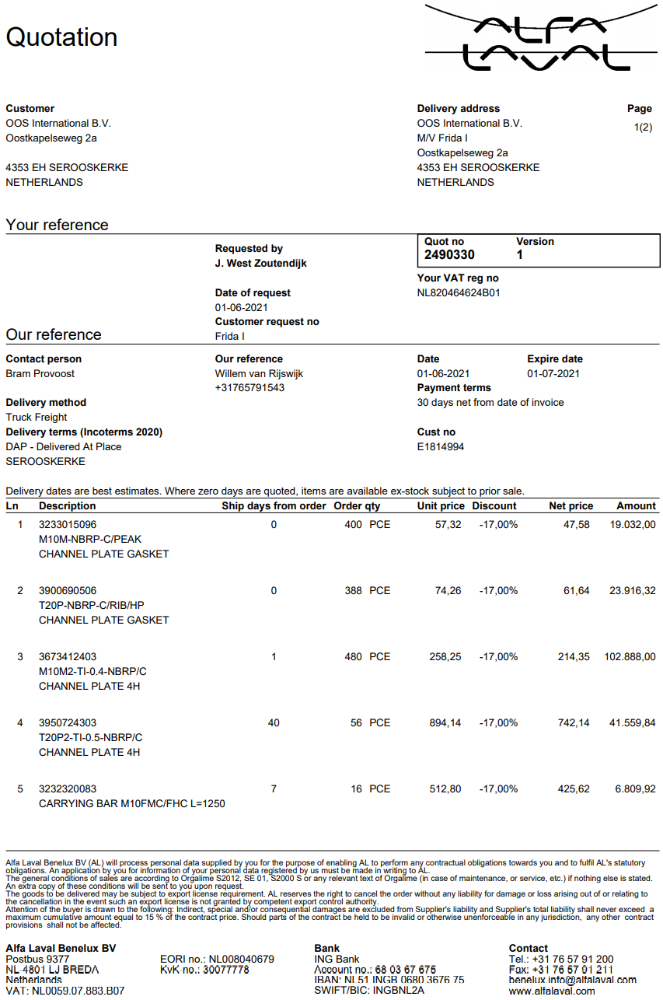 Quotation
ALFA
LAVAL
Customer
OOS International B.V.
Oostkapelseweg 2a
4353 EH SEROOSKERKE
NETHERLANDS
Delivery address
OOS International B.V.
M/V Frida I
Oostkapelseweg 2a
4353 EH SEROOSKERKE
NETHERLANDS
Page
1(2)
Your reference
Requested by
J. West Zoutendijk
Date of request
01-06-2021
Customer request no
Frida I
Quot no Version
2490330 1
Your VAT reg no
NL820464624B01
Our reference
Contact person
Bram Provoost
Delivery method
Truck Freight
Delivery terms (Incoterms 2020)
DAP - Delivered At Place
SEROOSKERKE
Our reference
Willem van Rijswijk
+31765791543
Date Expire date
01-06-2021 01-07-2021
Payment terms
30 days net from date of invoice
Cust no
E1814994
Delivery dates are best estimates. Where zero days are quoted, items are available ex-stock subject to prior sale.
Ln Description Ship days from order Order qty Unit price Discount Net price Amount
1 3233015096 0 400 PCE 57,32 -17,00% 47,58 19.032,00
M10M-NBRP-C/PEAK
CHANNEL PLATE GASKET
2 3900690506 0 388 PCE 74,26 -17,00% 61,64 23.916,32
T20P-NBRP-C/RIB/HP
CHANNEL PLATE GASKET
3 3673412403 1 480 PCE 258,25 -17,00% 214,35 102.888,00
M10M2-TI-0.4-NBRP/C
CHANNEL PLATE 4H
4 3950724303 40 56 PCE 894,14 -17,00% 742,14 41.559,84
T20P2-TI-0.5-NBRP/C
CHANNEL PLATE 4H
5 3232320083 7 16 PCE 512,80 -17,00% 425,62 6.809,92
CARRYING BAR M10FMC/FHC L=1250
Alfa Laval Benelux BV (AL) will process personal data supplied by you for the purpose of enabling AL to perform any contractual obligations towards you and to fulfil AL's statutory
obligations. An application by you for information of your personal data registered by us must be made in writing to AL.
The general conditions of sales are according to Orgalime S2012, SE 01, S2000 S or any relevant text of Orgalime (in case of maintenance, or service, etc.) if nothing else is stated.
An extra copy of these conditions will be sent to you upon request.
The goods to be delivered may be subject to export license requirement. AL reserves the right to cancel the order without any liability for damage or loss arising out of or relating to
the cancellation in the event such an export license is not granted by competent export control authority.
Attention of the buyer is drawn to the following: Indirect, special and/or consequential damages are excluded from Supplier's liability and Supplier's total liability shall never exceed a
maximum cumulative amount equal to 15 % of the contract price. Should parts of the contract be held to be invalid or otherwise unenforceable in any jurisdiction, any other contract
provisions shall not be affected.
Alfa Laval Benelux BV
Postbus 9377
NL-4801 LJ BREDA
Netherlands
VAT: NL0059.07.883.B07
EORI no.: NL008040679
KvK-no.: 30077778
Bank
ING Bank
Account no.: 68 03 67 675
IBAN: NL51 INGB 0680 3676 75
SWIFT/BIC: INGBNL2A
Contact
Tel.: +31 76 57 91 200
Fax: +31 76 57 91 211
benelux.info@alfalaval.com
www.alfalaval.com